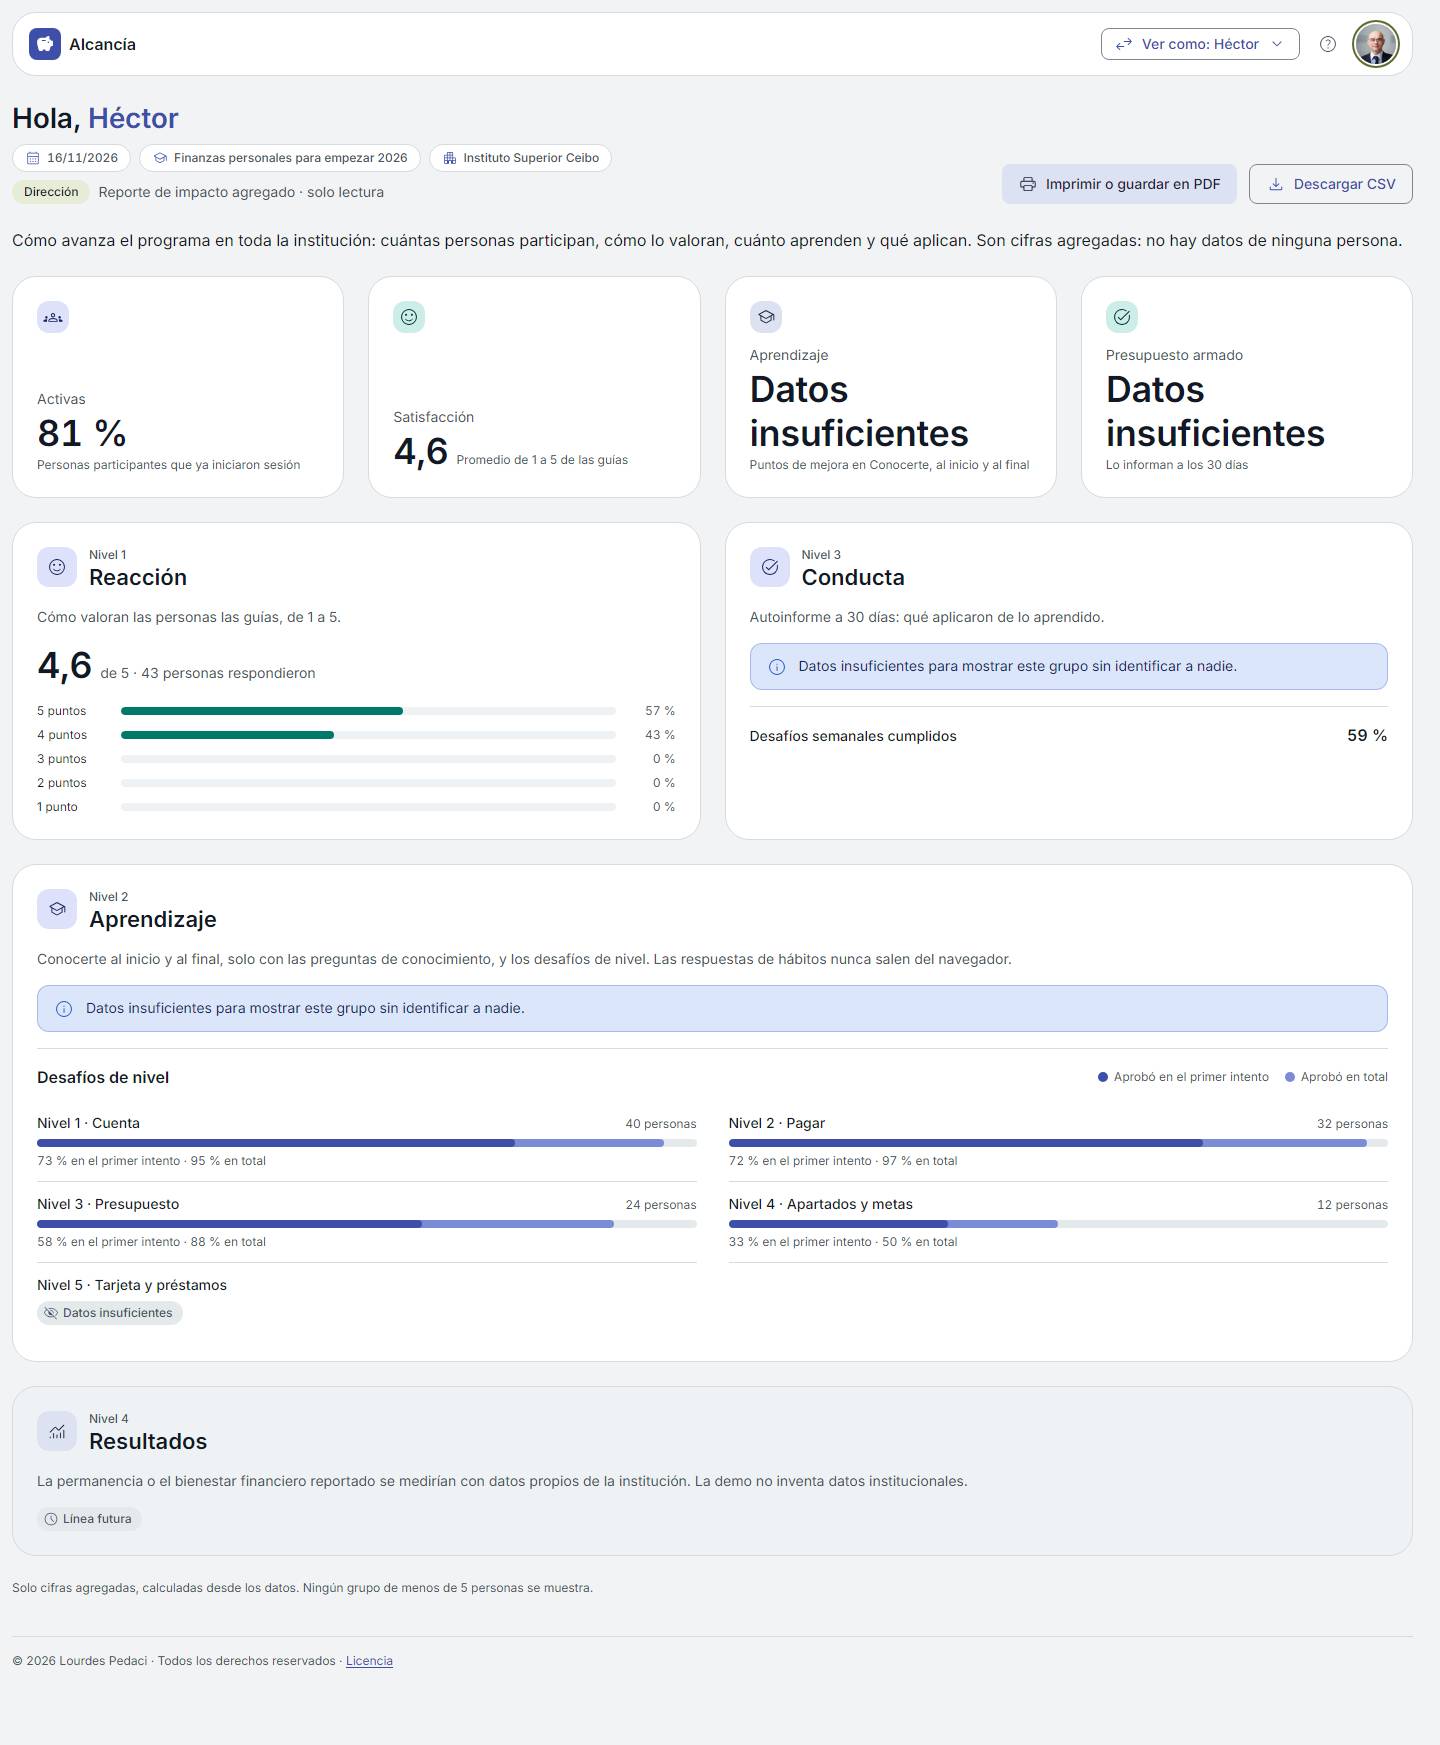 Alcancía
Ver como: Héctor
Hola, Héctor
16/11/2026
Finanzas personales para empezar 2026
Instituto Superior Ceibo
Dirección
Reporte de impacto agregado · solo lectura
Imprimir o guardar en PDF
Descargar CSV
Cómo avanza el programa en toda la institución: cuántas personas participan, cómo lo valoran, cuánto aprenden y qué aplican. Son cifras agregadas: no hay datos de ninguna persona.
Activas
81 %
Personas participantes que ya iniciaron sesión
Satisfacción
4,6 Promedio de 1 a 5 de las guías
Aprendizaje
Datos
insuficientes
Puntos de mejora en Conocerte, al inicio y al final
Presupuesto armado
Datos
insuficientes
Lo informan a los 30 días
Nivel 1
Reacción
Cómo valoran las personas las guías, de 1 a 5.
4,6 de 5 · 43 personas respondieron
5 puntos 57 %
4 puntos 43 %
3 puntos 0 %
2 puntos 0 %
1 punto 0 %
Nivel 3
Conducta
Autoinforme a 30 días: qué aplicaron de lo aprendido.
Datos insuficientes para mostrar este grupo sin identificar a nadie.
Desafíos semanales cumplidos 59 %
Nivel 2
Aprendizaje
Conocerte al inicio y al final, solo con las preguntas de conocimiento, y los desafíos de nivel. Las respuestas de hábitos nunca salen del navegador.
Datos insuficientes para mostrar este grupo sin identificar a nadie.
Desafíos de nivel
Aprobó en el primer intento
Aprobó en total
Nivel 1 · Cuenta 40 personas
73 % en el primer intento · 95 % en total
Nivel 2 · Pagar 32 personas
72 % en el primer intento · 97 % en total
Nivel 3 · Presupuesto 24 personas
58 % en el primer intento · 88 % en total
Nivel 4 · Apartados y metas 12 personas
33 % en el primer intento · 50 % en total
Nivel 5 · Tarjeta y préstamos
Datos insuficientes
Nivel 4
Resultados
La permanencia o el bienestar financiero reportado se medirían con datos propios de la institución. La demo no inventa datos institucionales.
Línea futura
Solo cifras agregadas, calculadas desde los datos. Ningún grupo de menos de 5 personas se muestra.
© 2026 Lourdes Pedaci · Todos los derechos reservados · Licencia